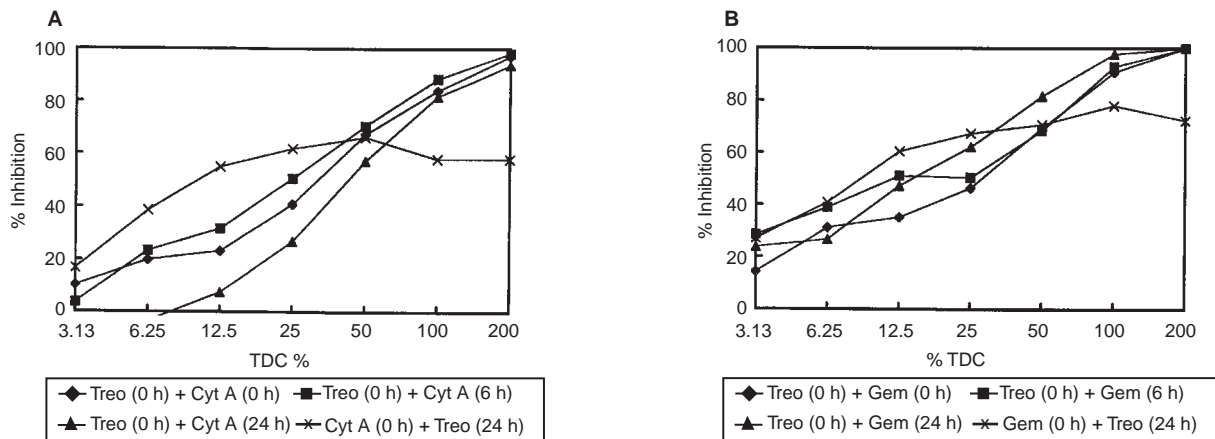 A
100
80
60
40
20
0
% Inhibition
3.13 6.25 12.5 25 50 100 200
TDC %
Treo (0 h) + Cyt A (0 h) Treo (0 h) + Cyt A (6 h)
Treo (0 h) + Cyt A (24 h) Cyt A (0 h) + Treo (24 h)
B
100
80
60
40
20
0
% Inhibition
3.13 6.25 12.5 25 50 100 200
% TDC
Treo (0 h) + Gem (0 h) Treo (0 h) + Gem (6 h)
Treo (0 h) + Gem (24 h) Gem (0 h) + Treo (24 h)